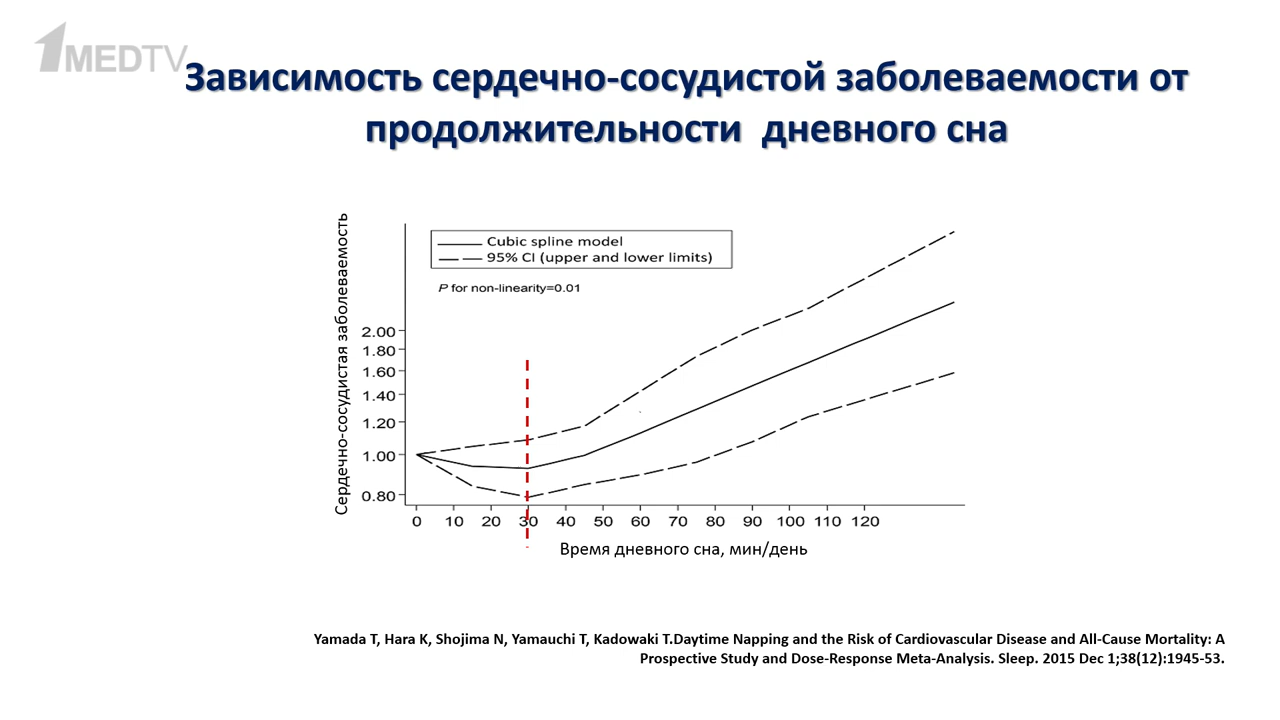 1MEDTV
Зависимость сердечно-сосудистой заболеваемости от
продолжительности дневного сна
Сердечно-сосудистая заболеваемость
Cubic spline model
95% CI (upper and lower limits)
P for non-linearity=0.01
2.00
1.80
1.60
1.40
1.20
1.00
0.80
0 10 20 30 40 50 60 70 80 90 100 110 120
Время дневного сна, мин/день
Yamada T, Hara K, Shojima N, Yamauchi T, Kadowaki T.Daytime Napping and the Risk of Cardiovascular Disease and All-Cause Mortality: A
Prospective Study and Dose-Response Meta-Analysis. Sleep. 2015 Dec 1;38(12):1945-53.